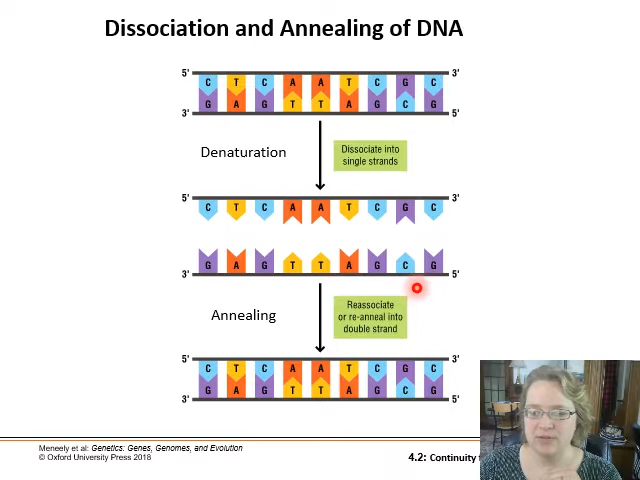 Dissociation and Annealing of DNA
5' C T C A A T C G C 3'
3' G A G T T A G C G 5'
Denaturation
Dissociate into
single strands
5' C T C A A T C G C 3'
3' G A G T T A G C G 5'
Annealing
Reassociate
or re-anneal into
double strand
5' C T C A A T C G C 3'
3' G A G T T A G C G 5'
Meneely et al: Genetics: Genes, Genomes, and Evolution
© Oxford University Press 2018
4.2: Continuity